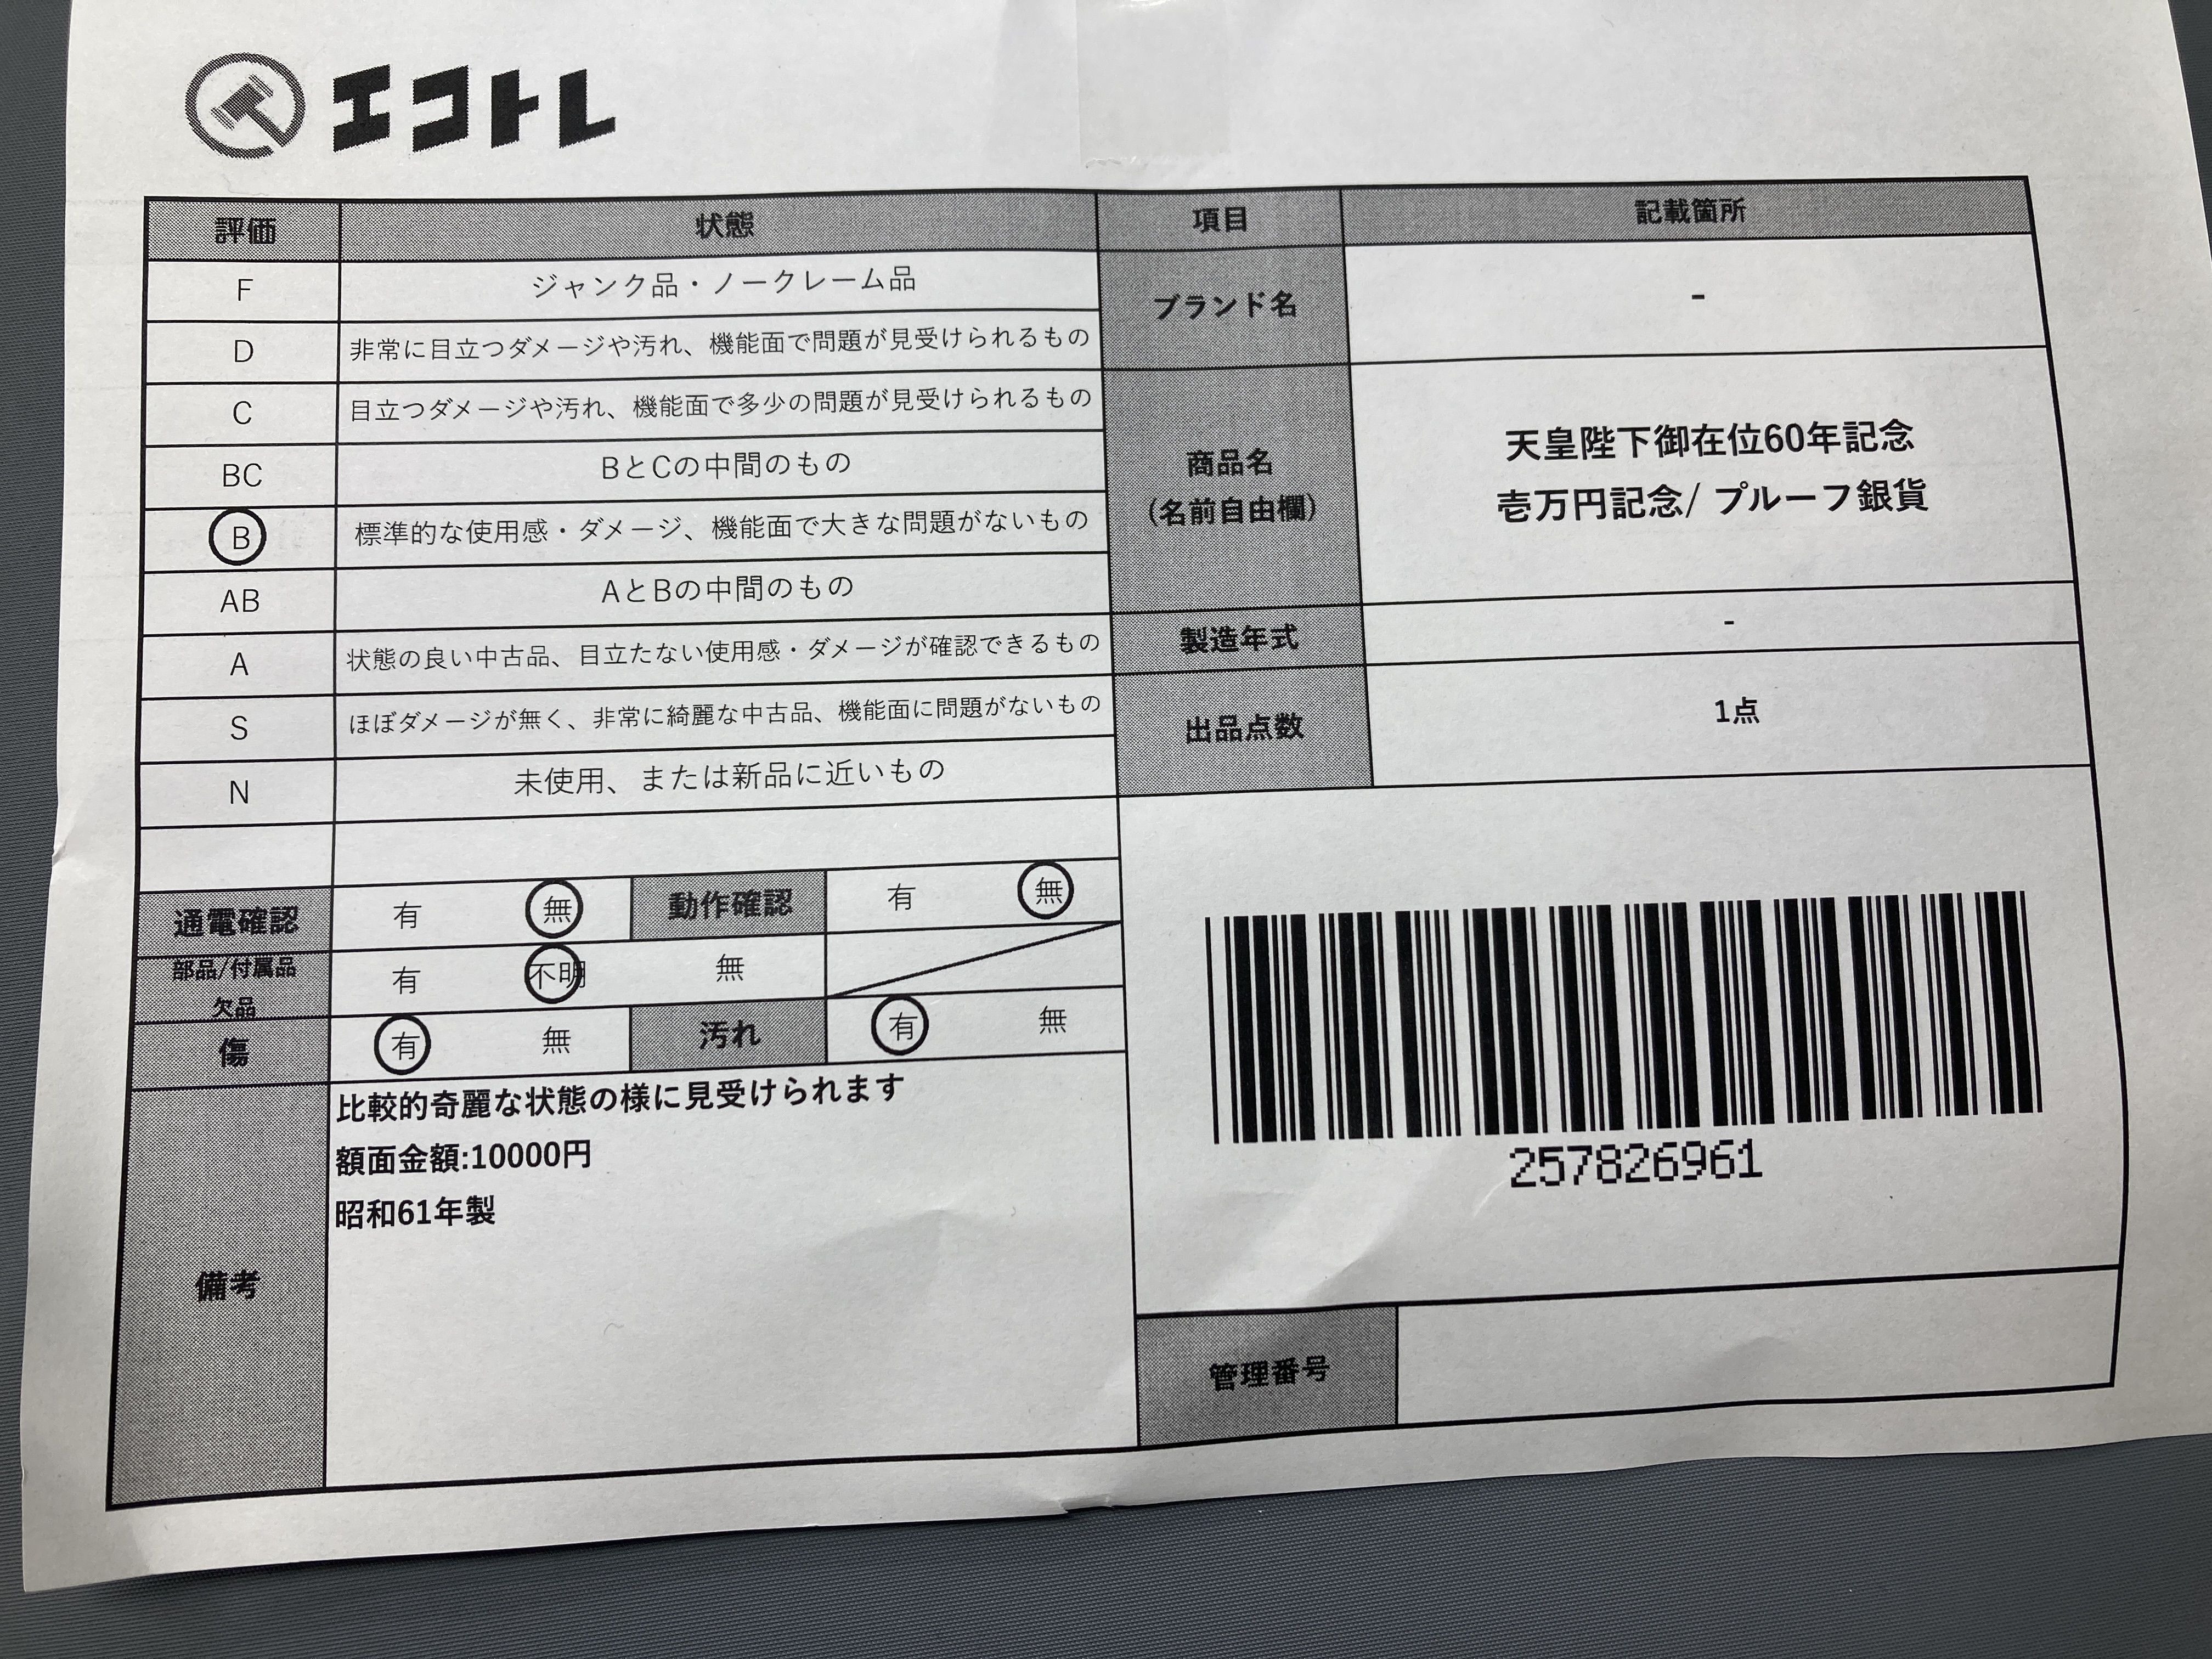 エコトレ
評価 状態
F ジャンク品・ノークレーム品
D 非常に目立つダメージや汚れ、機能面で問題が見受けられるもの
C 目立つダメージや汚れ、機能面で多少の問題が見受けられるもの
BC BとCの中間のもの
B 標準的な使用感・ダメージ、機能面で大きな問題がないもの
AB AとBの中間のもの
A 状態の良い中古品、目立たない使用感・ダメージが確認できるもの
S ほぼダメージが無く、非常に綺麗な中古品、機能面に問題がないもの
N 未使用、または新品に近いもの
通電確認 有 無 動作確認 有 無
部品/付属品
欠品 有 不明 無
傷 有 無 汚れ 有 無
備考
比較的奇麗な状態の様に見受けられます
額面金額:10000円
昭和61年製
項目 記載箇所
ブランド名 -
商品名
(名前自由欄)
天皇陛下御在位60年記念
壱万円記念/ プルーフ銀貨
製造年式 -
出品点数 1点
257826961
管理番号